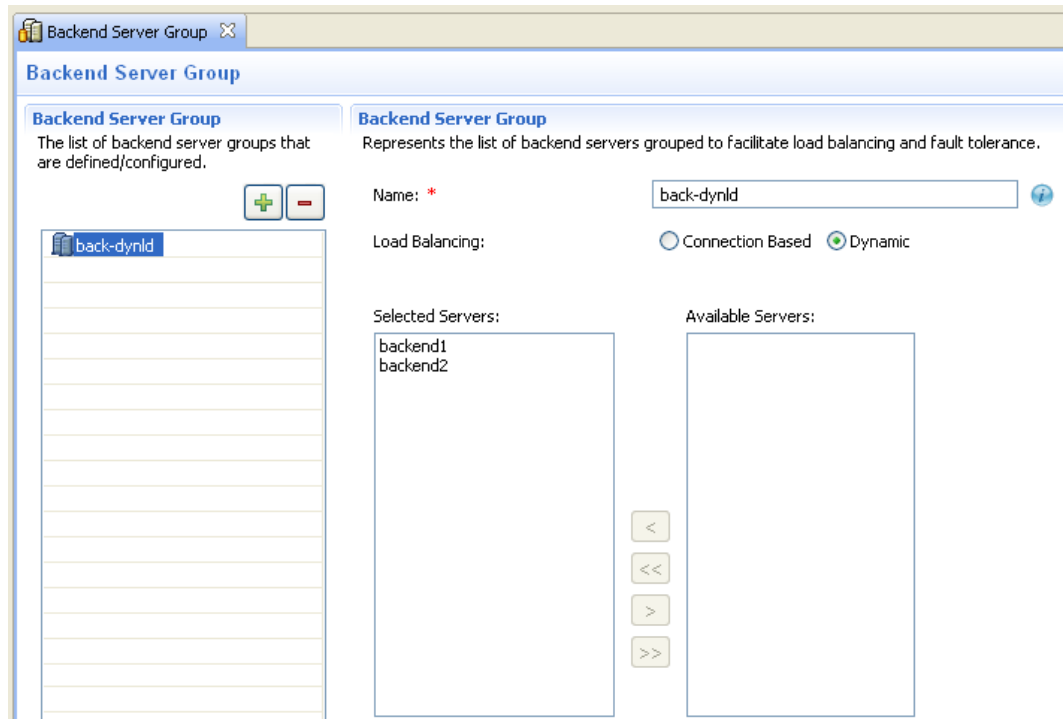 Backend Server Group
Backend Server Group
Backend Server Group
The list of backend server groups that
are defined/configured.
back-dynld
Backend Server Group
Represents the list of backend servers grouped to facilitate load balancing and fault tolerance.
Name: *
back-dynld
Load Balancing:
Connection Based
Dynamic
Selected Servers:
backend1
backend2
Available Servers:
<
<<
>
>>